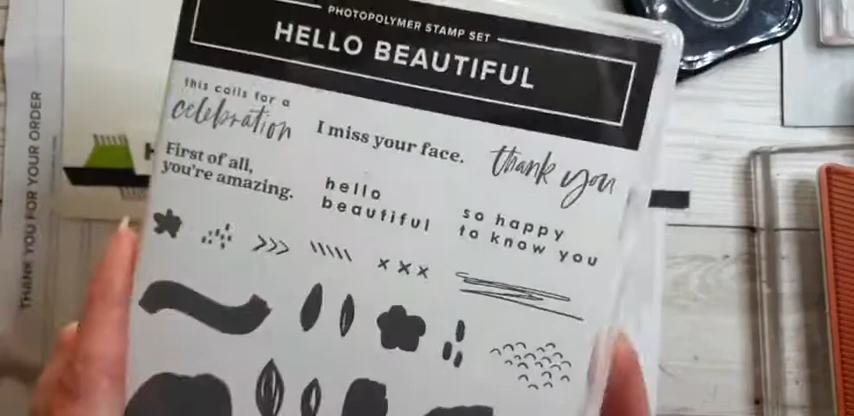 PHOTOPOLYMER STAMP SET
HELLO BEAUTIFUL
this calls for a
celebration
I miss your face.
thank you
First of all,
you're amazing.
hello
beautiful
so happy
to know you
THANK YOU FOR YOUR ORDER